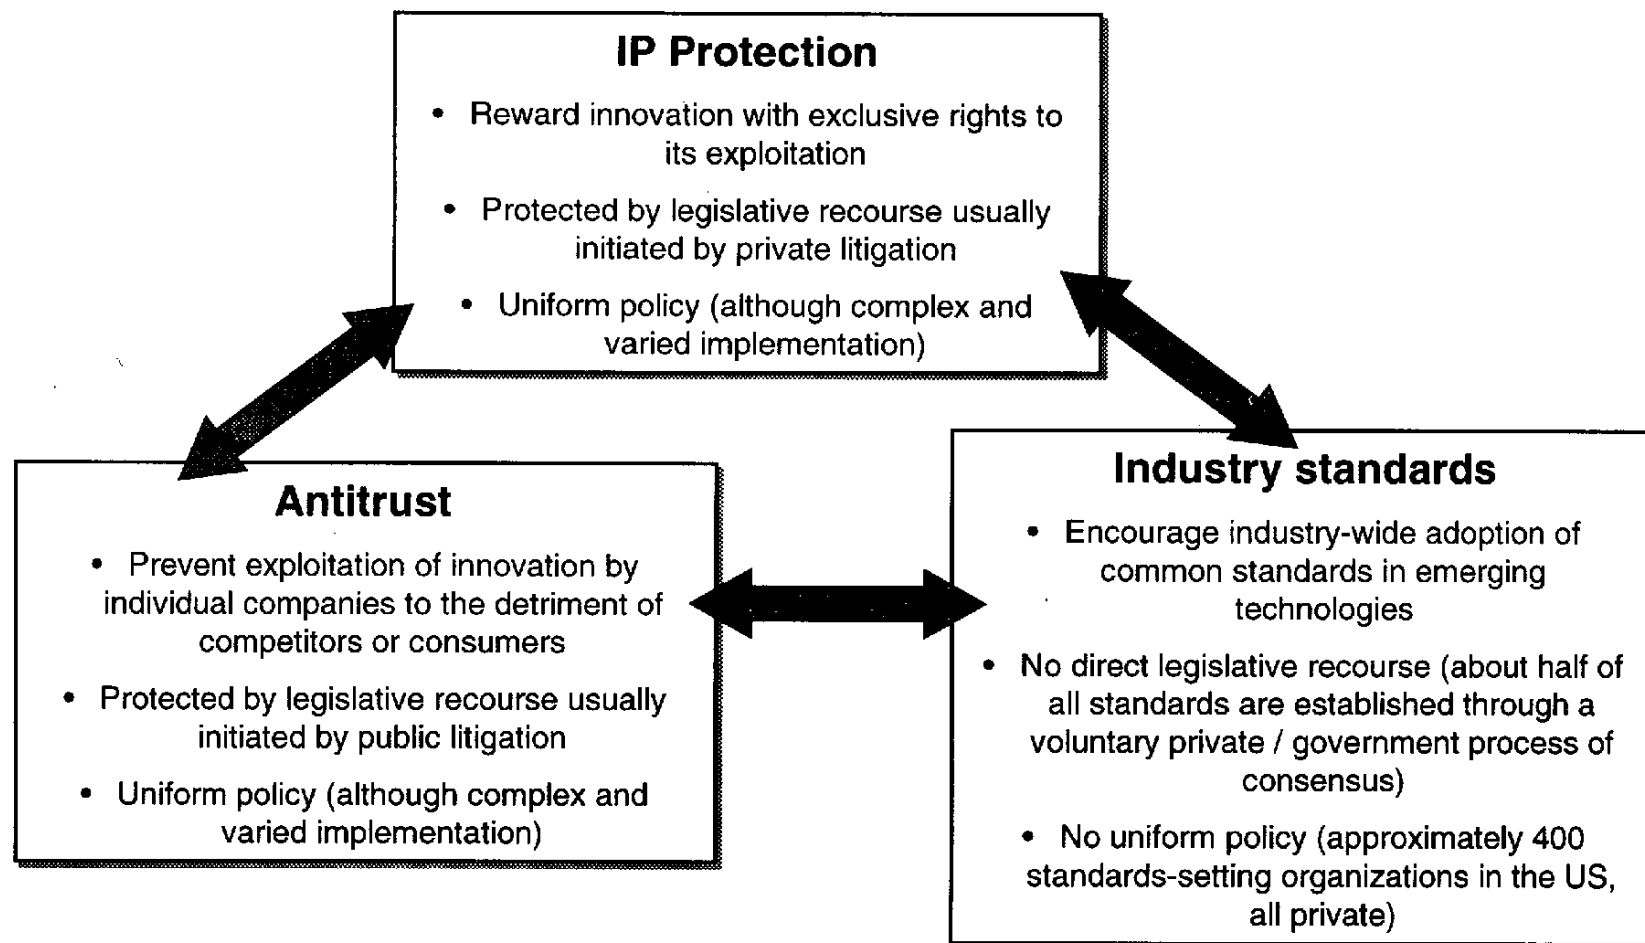 IP Protection
• Reward innovation with exclusive rights to
its exploitation
• Protected by legislative recourse usually
initiated by private litigation
• Uniform policy (although complex and
varied implementation)
Antitrust
• Prevent exploitation of innovation by
individual companies to the detriment of
competitors or consumers
• Protected by legislative recourse usually
initiated by public litigation
• Uniform policy (although complex and
varied implementation)
Industry standards
• Encourage industry-wide adoption of
common standards in emerging
technologies
• No direct legislative recourse (about half of
all standards are established through a
voluntary private / government process of
consensus)
• No uniform policy (approximately 400
standards-setting organizations in the US,
all private)